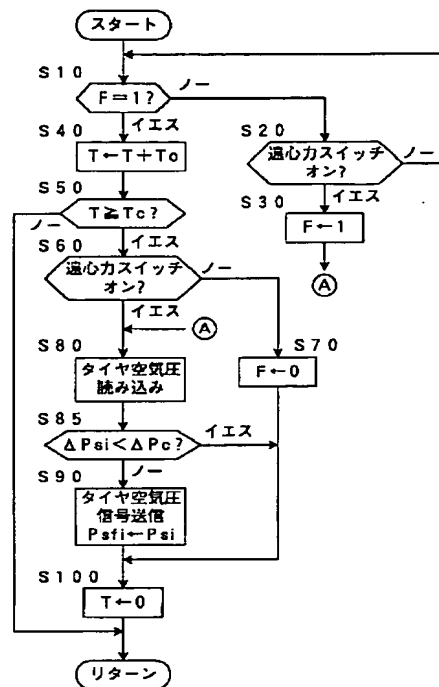 スタート
S10
F=1?
ノー
イエス
S40
T←T+To
S20
遠心力スイッチ
オン?
ノー
イエス
S30
F←1
A
S50
T≧Tc?
ノー
イエス
S60
遠心力スイッチ
オン?
ノー
イエス
A
S70
F←0
S80
タイヤ空気圧
読み込み
S85
ΔPsi<ΔPc?
イエス
ノー
S90
タイヤ空気圧
信号送信
Psfi←Psi
S100
T←0
リターン